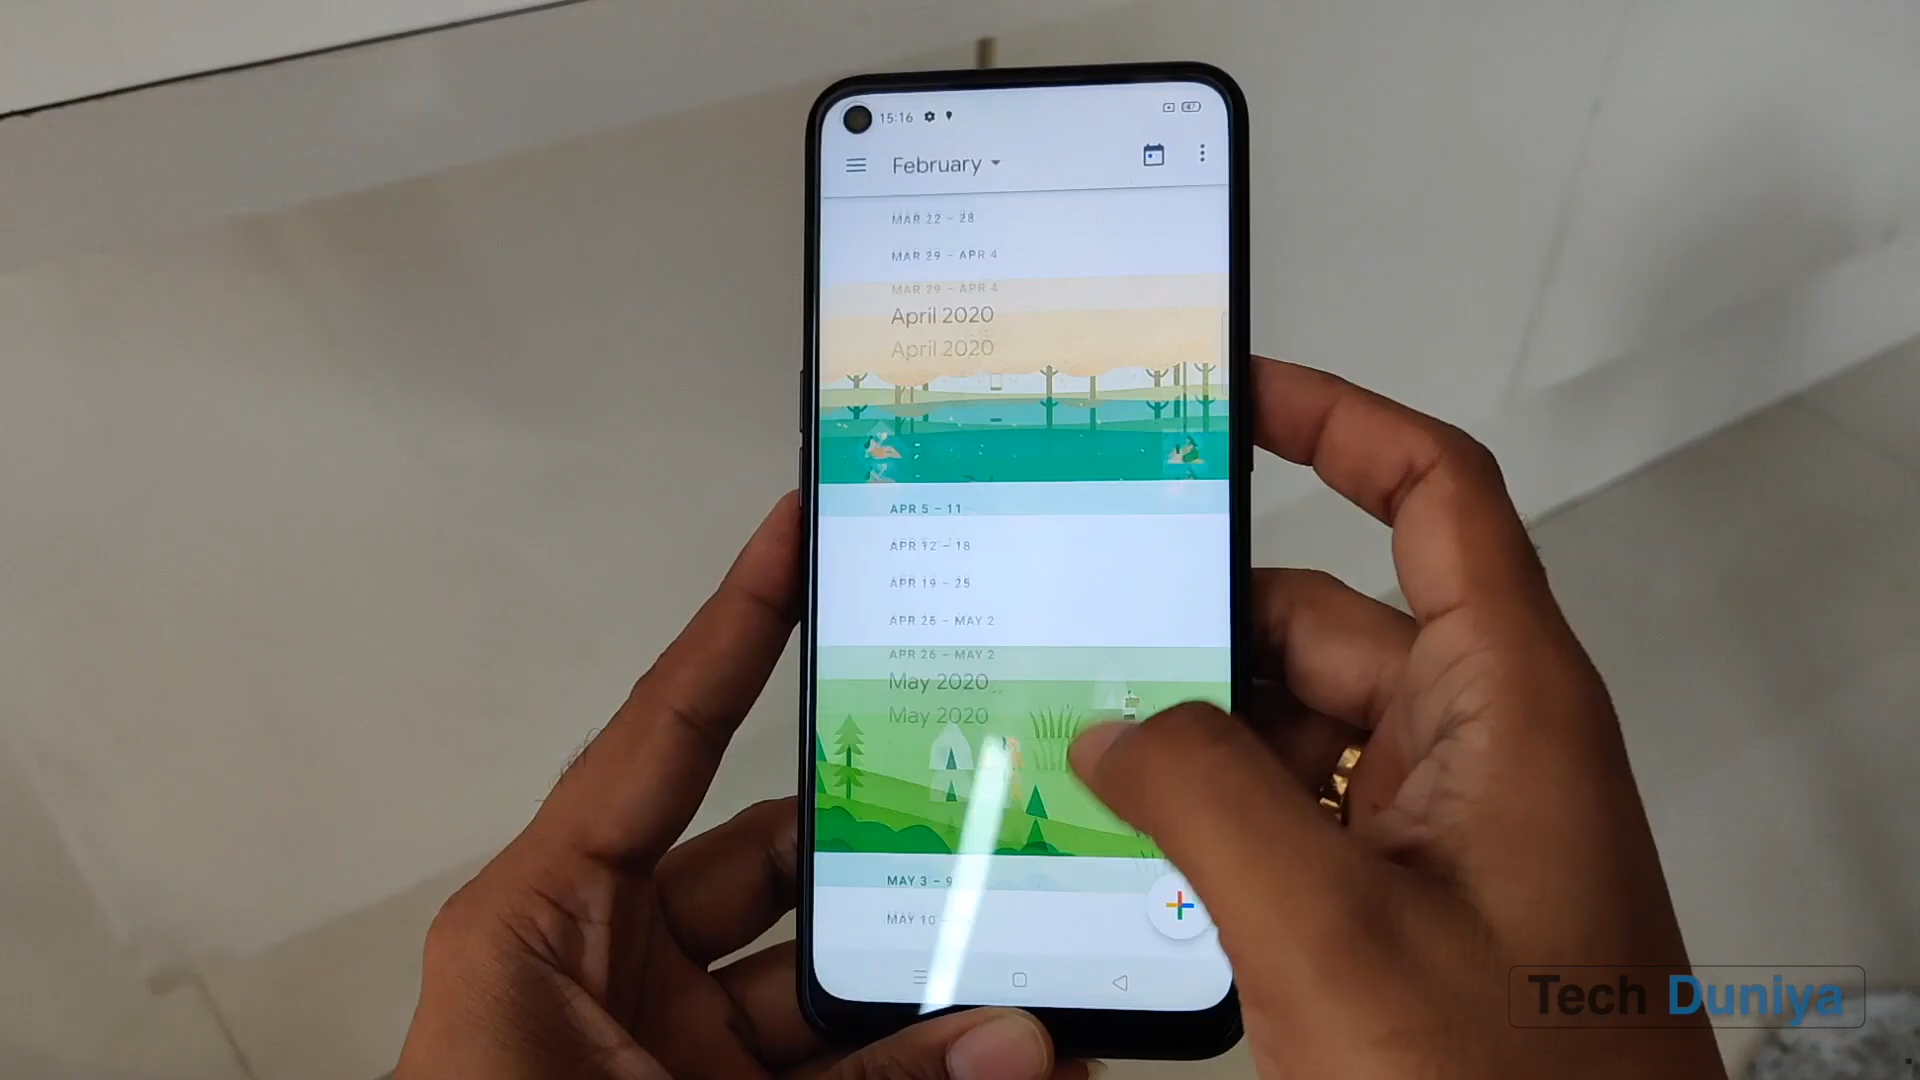 15:16
87
February
MAR 22 - 28
MAR 29 - APR 4
MAR 29 - APR 4
April 2020
April 2020
APR 5 - 11
APR 12 - 18
APR 19 - 25
APR 26 - MAY 2
APR 26 - MAY 2
May 2020
May 2020
MAY 3 - 9
MAY 10 -
Tech Duniya